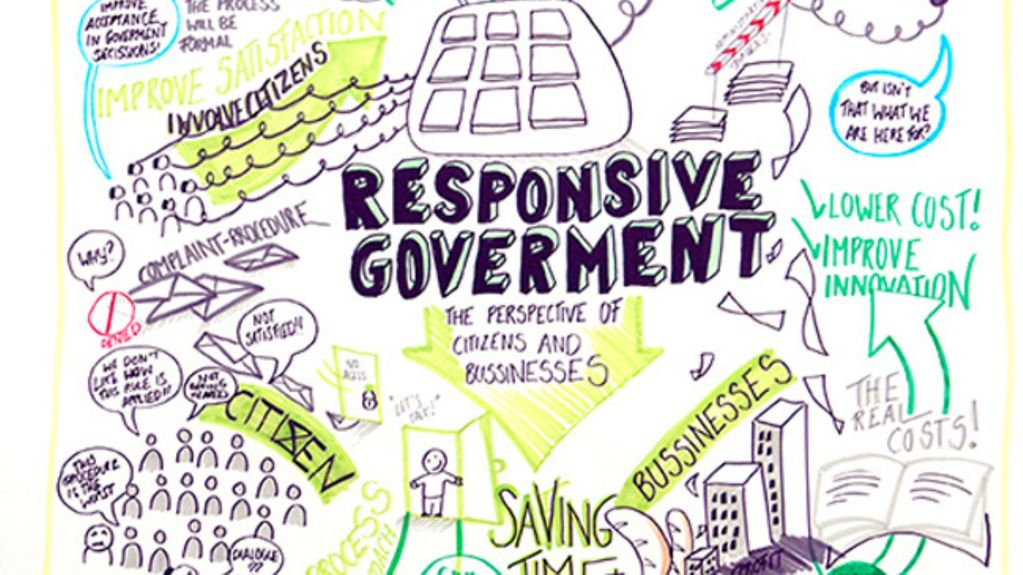 IMPROVE
ACCEPTANCE
IN GOVERMENT
DECISIONS!
THE PROCESS
WILL BE
FORMAL
IMPROVE SATISFACTION
INVOLVE CITIZENS
BUT ISN'T
THAT WHAT WE
ARE HERE FOR?
RESPONSIVE
GOVERMENT
THE PERSPECTIVE OF
CITIZENS AND
BUSSINESSES
LOWER COST!
IMPROVE
INNOVATION
WHY?
COMPLAINT-PROCEDURE
DENIED
NOT
SATISFIED!!
WE DON'T
LIKE HOW
THIS RULE IS
APPLIED!!
CITIZEN
"LET'S
TALK!"
BUSSINESSES
THE
REAL
COSTS!
THIS
PROCEDURE
IS THE
WORST
DIALOGUE
??
PROCESS
SAVING
TIME +
PROFIT